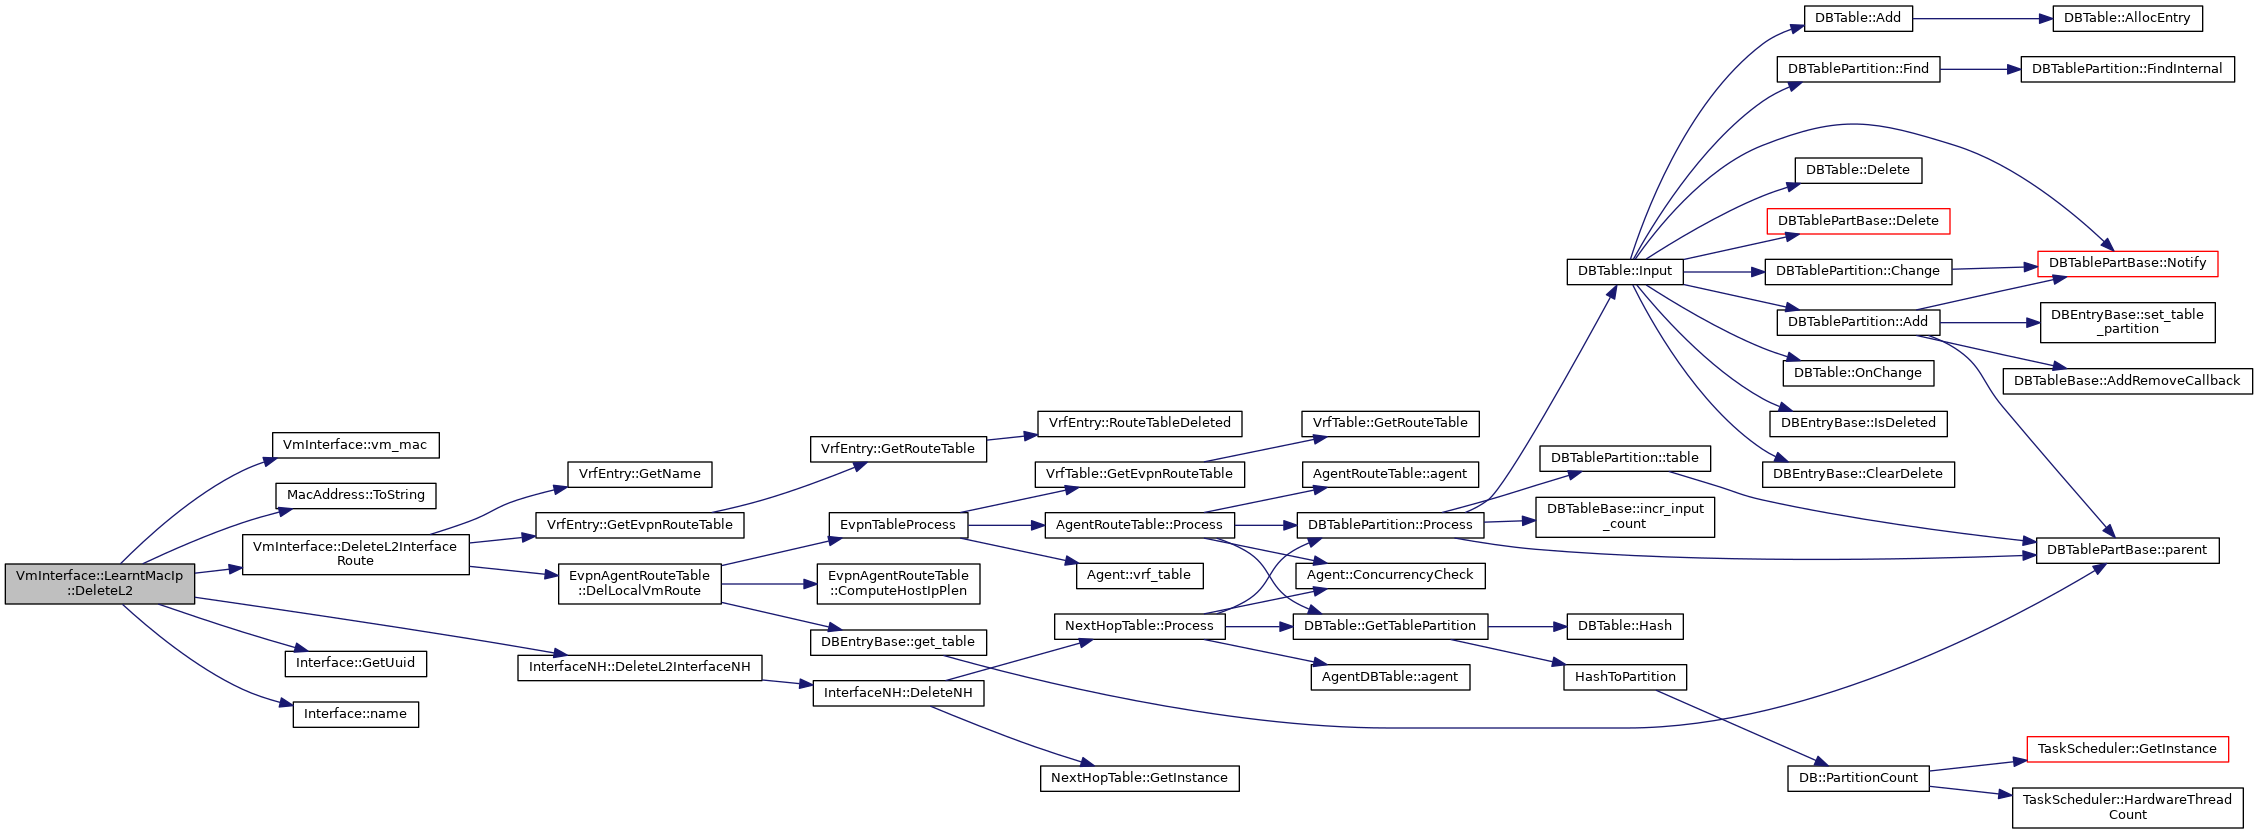 VmInterface::LearntMacIp
::DeleteL2
VmInterface::vm_mac
MacAddress::ToString
VmInterface::DeleteL2Interface
Route
Interface::GetUuid
InterfaceNH::DeleteL2InterfaceNH
Interface::name
VrfEntry::GetName
VrfEntry::GetEvpnRouteTable
EvpnAgentRouteTable
::DelLocalVmRoute
VrfEntry::GetRouteTable
VrfEntry::RouteTableDeleted
EvpnTableProcess
EvpnAgentRouteTable
::ComputeHostIpPlen
DBEntryBase::get_table
InterfaceNH::DeleteNH
VrfTable::GetEvpnRouteTable
VrfTable::GetRouteTable
AgentRouteTable::Process
Agent::vrf_table
NextHopTable::Process
NextHopTable::GetInstance
AgentRouteTable::agent
DBTablePartition::Process
Agent::ConcurrencyCheck
DBTable::GetTablePartition
AgentDBTable::agent
DBTable::Input
DBTablePartition::table
DBTableBase::incr_input
_count
DBTable::Hash
HashToPartition
DBTable::Add
DBTable::AllocEntry
DBTablePartition::Find
DBTablePartition::FindInternal
DBTable::Delete
DBTablePartBase::Delete
DBTablePartition::Change
DBTablePartBase::Notify
DBTablePartition::Add
DBEntryBase::set_table
_partition
DBTable::OnChange
DBTableBase::AddRemoveCallback
DBEntryBase::IsDeleted
DBEntryBase::ClearDelete
DBTablePartBase::parent
DB::PartitionCount
TaskScheduler::GetInstance
TaskScheduler::HardwareThread
Count